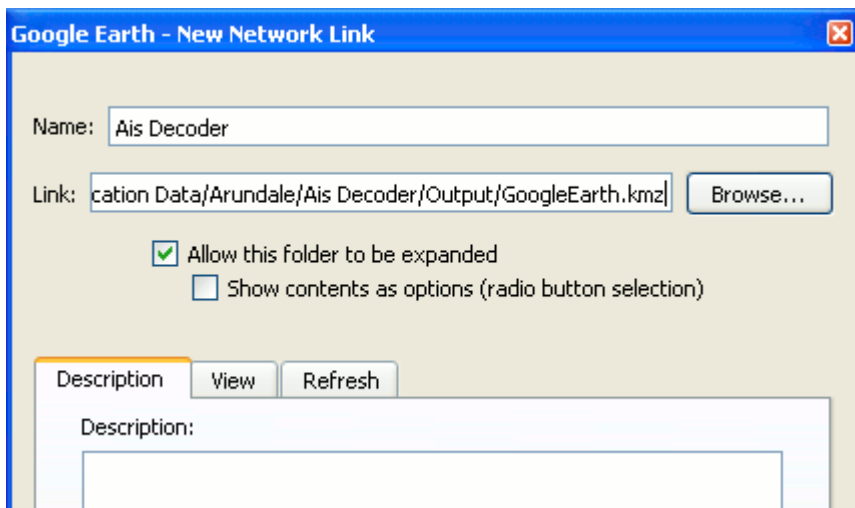 Google Earth - New Network Link
Name: Ais Decoder
Link: cation Data/Arundale/Ais Decoder/Output/GoogleEarth.kmz Browse...
Allow this folder to be expanded
Show contents as options (radio button selection)
Description View Refresh
Description: